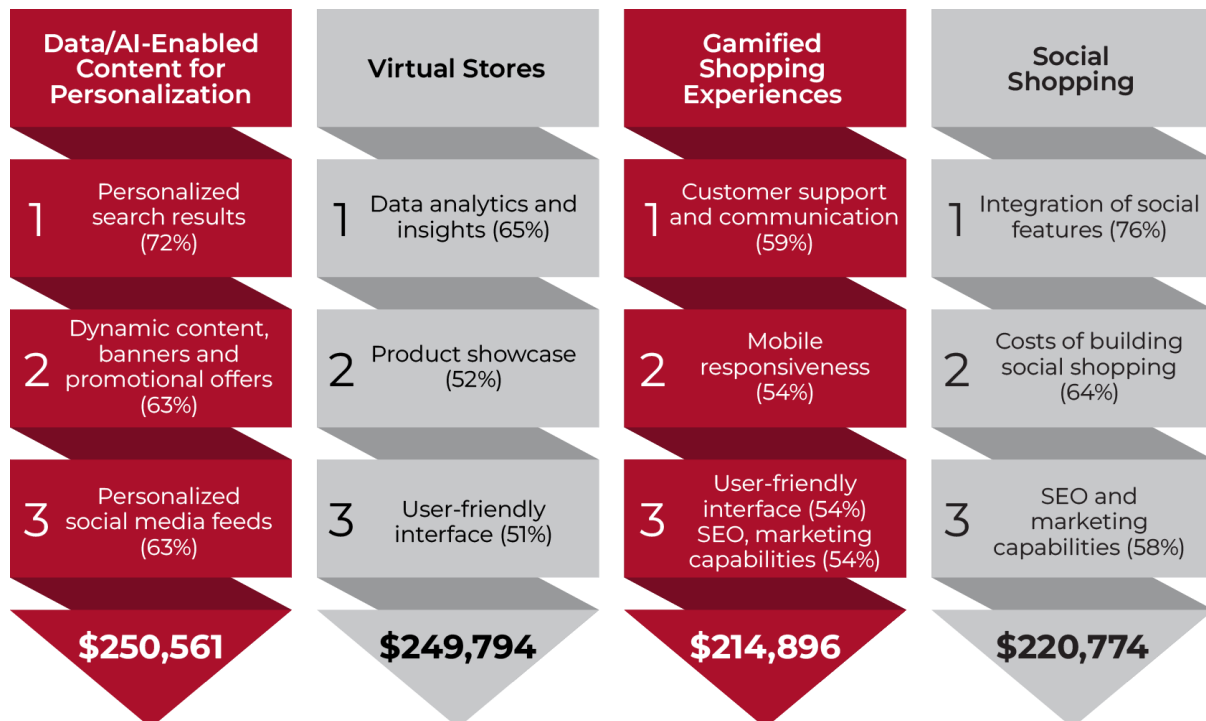 Data/AI-Enabled
Content for
Personalization
1
Personalized
search results
(72%)
2
Dynamic content,
banners and
promotional offers
(63%)
3
Personalized
social media feeds
(63%)
$250,561
Virtual Stores
1
Data analytics and
insights (65%)
2
Product showcase
(52%)
3
User-friendly
interface (51%)
$249,794
Gamified
Shopping
Experiences
1
Customer support
and communication
(59%)
2
Mobile
responsiveness
(54%)
3
User-friendly
interface (54%)
SEO, marketing
capabilities (54%)
$214,896
Social
Shopping
1
Integration of social
features (76%)
2
Costs of building
social shopping
(64%)
3
SEO and
marketing
capabilities (58%)
$220,774